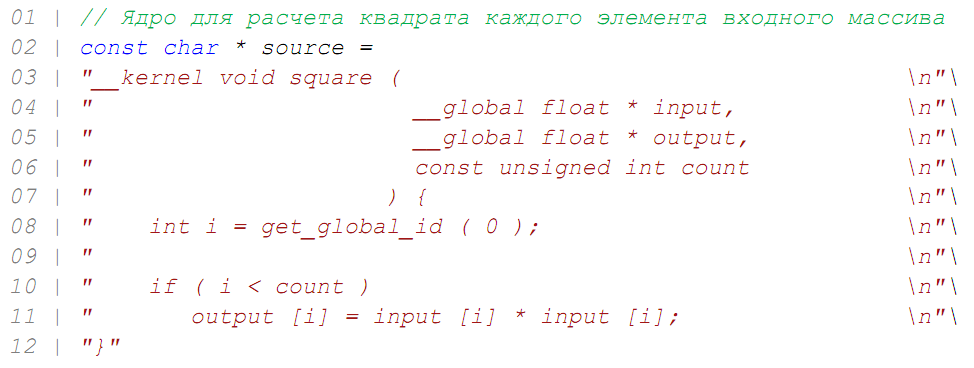 01 | // Ядро для расчета квадрата каждого элемента входного массива
02 | const char * source =
03 | "__kernel void square (                                     \n"\
04 | "                       __global float * input,            \n"\
05 | "                       __global float * output,           \n"\
06 | "                       const unsigned int count           \n"\
07 | "                     ) {                                  \n"\
08 | "    int i = get_global_id ( 0 );                          \n"\
09 | "                                                          \n"\
10 | "    if ( i < count )                                      \n"\
11 | "       output [i] = input [i] * input [i];                \n"\
12 | "}"